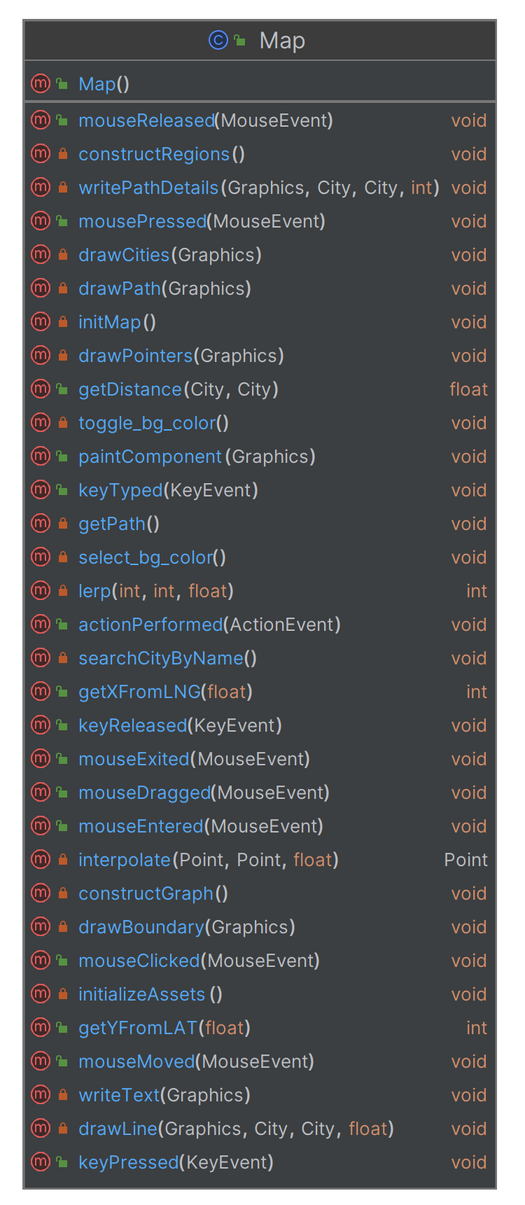 Map
Map()
mouseReleased(MouseEvent) void
constructRegions() void
writePathDetails(Graphics, City, City, int) void
mousePressed(MouseEvent) void
drawCities(Graphics) void
drawPath(Graphics) void
initMap() void
drawPointers(Graphics) void
getDistance(City, City) float
toggle_bg_color() void
paintComponent(Graphics) void
keyTyped(KeyEvent) void
getPath() void
select_bg_color() void
lerp(int, int, float) int
actionPerformed(ActionEvent) void
searchCityByName() void
getXFromLNG(float) int
keyReleased(KeyEvent) void
mouseExited(MouseEvent) void
mouseDragged(MouseEvent) void
mouseEntered(MouseEvent) void
interpolate(Point, Point, float) Point
constructGraph() void
drawBoundary(Graphics) void
mouseClicked(MouseEvent) void
initializeAssets() void
getYFromLAT(float) int
mouseMoved(MouseEvent) void
writeText(Graphics) void
drawLine(Graphics, City, City, float) void
keyPressed(KeyEvent) void